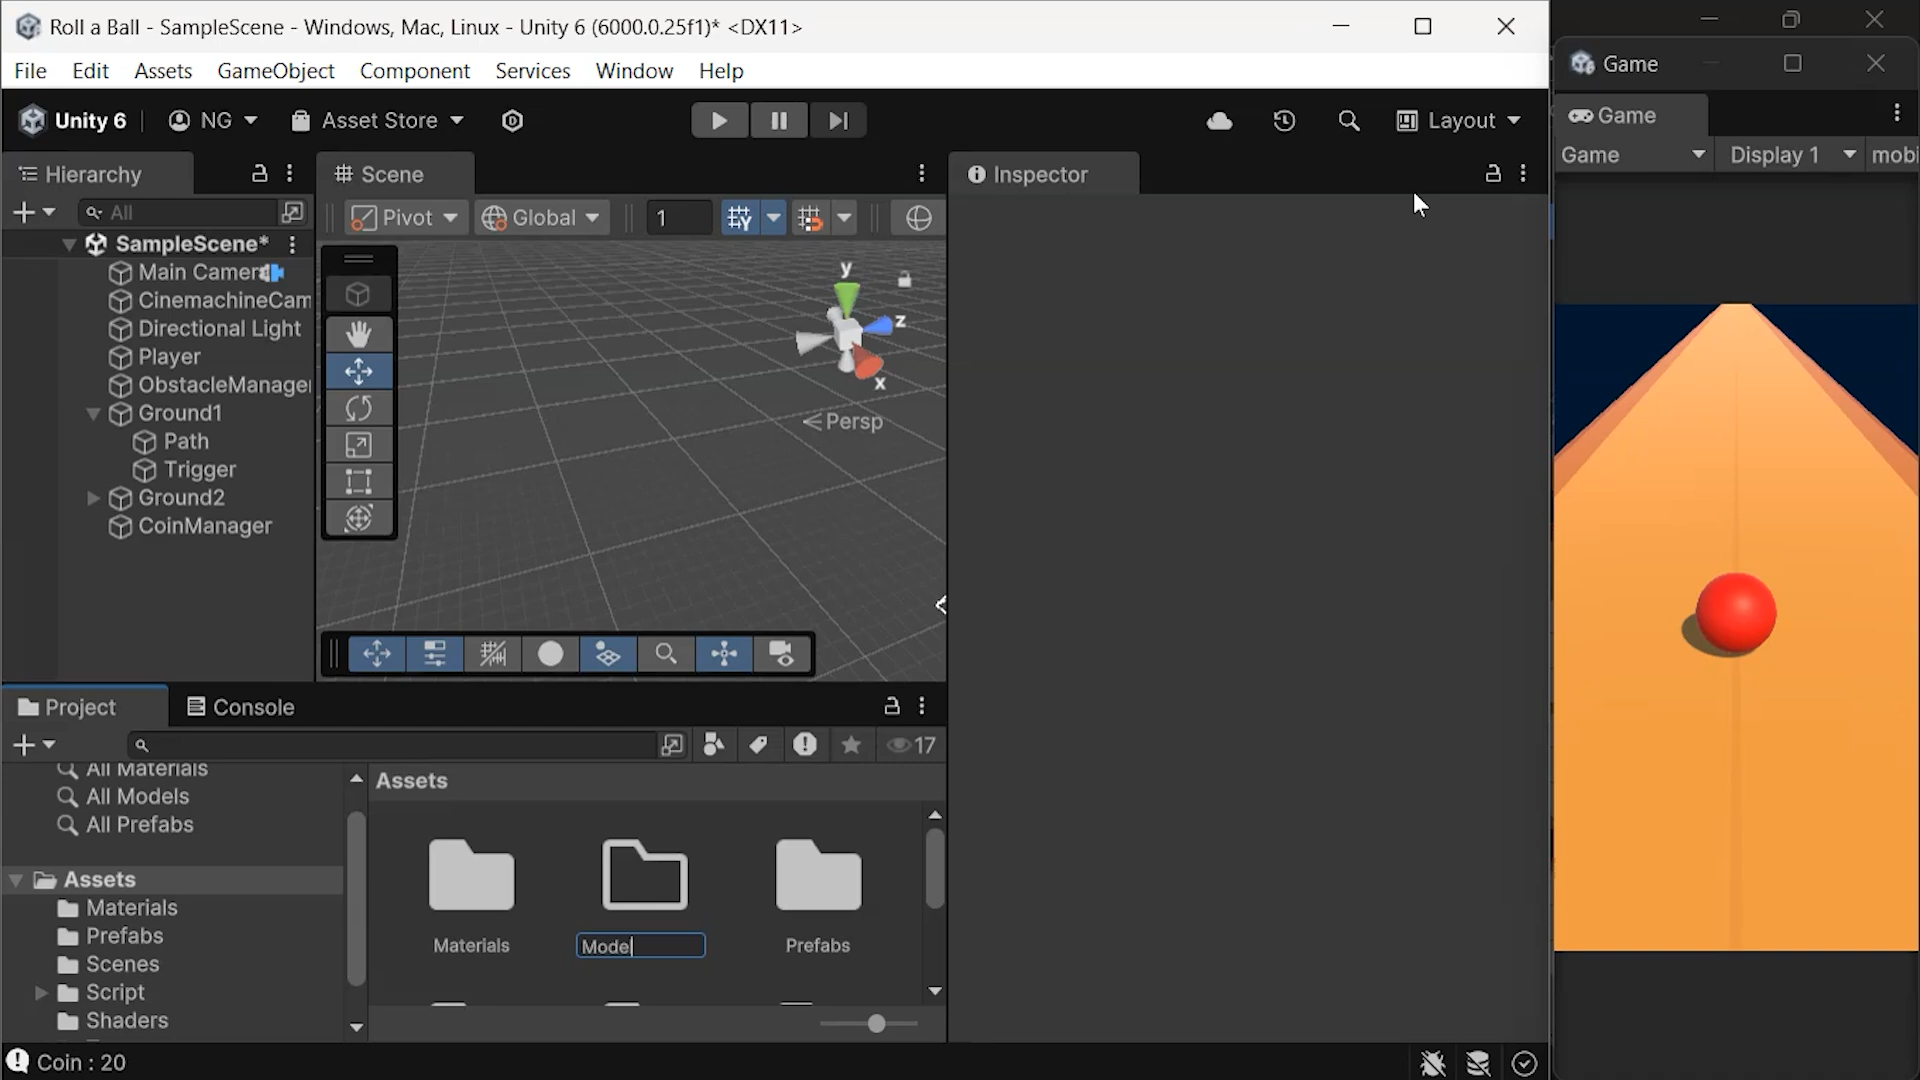 Roll a Ball - SampleScene - Windows, Mac, Linux - Unity 6 (6000.0.25f1)* <DX11>
File Edit Assets GameObject Component Services Window Help
Unity 6 NG Asset Store Layout
Hierarchy
All
SampleScene*
Main Camera
CinemachineCam
Directional Light
Player
ObstacleManager
Ground1
Path
Trigger
Ground2
CoinManager
Scene
Pivot Global 1
y
z
x
Persp
Inspector
Game
Game
Game Display 1 mobi
Project Console
17
All Materials
All Models
All Prefabs
Assets
Materials
Prefabs
Scenes
Script
Shaders
Assets
Materials Model Prefabs
Coin : 20